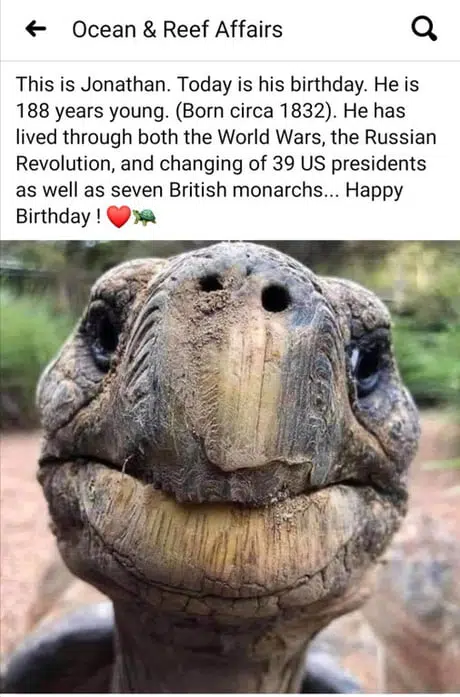 Ocean & Reef Affairs
This is Jonathan. Today is his birthday. He is
188 years young. (Born circa 1832). He has
lived through both the World Wars, the Russian
Revolution, and changing of 39 US presidents
as well as seven British monarchs... Happy
Birthday ! ❤️🐢